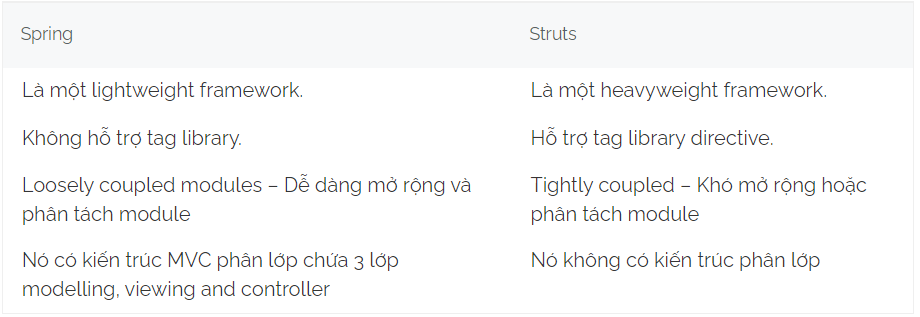 Spring
Struts
Là một lightweight framework.
Là một heavyweight framework.
Không hỗ trợ tag library.
Hỗ trợ tag library directive.
Loosely coupled modules – Dễ dàng mở rộng và
phân tách module
Tightly coupled – Khó mở rộng hoặc
phân tách module
Nó có kiến trúc MVC phân lớp chứa 3 lớp
modelling, viewing and controller
Nó không có kiến trúc phân lớp